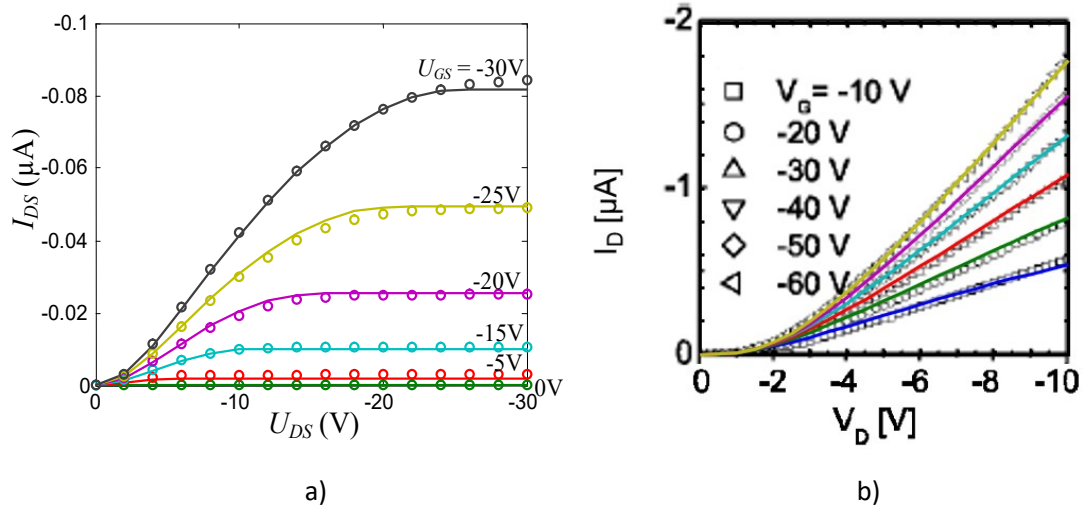 -0.1
-0.08
-0.06
-0.04
-0.02
0
I_DS (μA)
U_GS = -30V
-25V
-20V
-15V
-5V
0V
0
-10
-20
-30
U_DS (V)
a)
-2
-1
0
I_D [μA]
V_G= -10 V
-20 V
-30 V
-40 V
-50 V
-60 V
0 -2 -4 -6 -8 -10
V_D [V]
b)